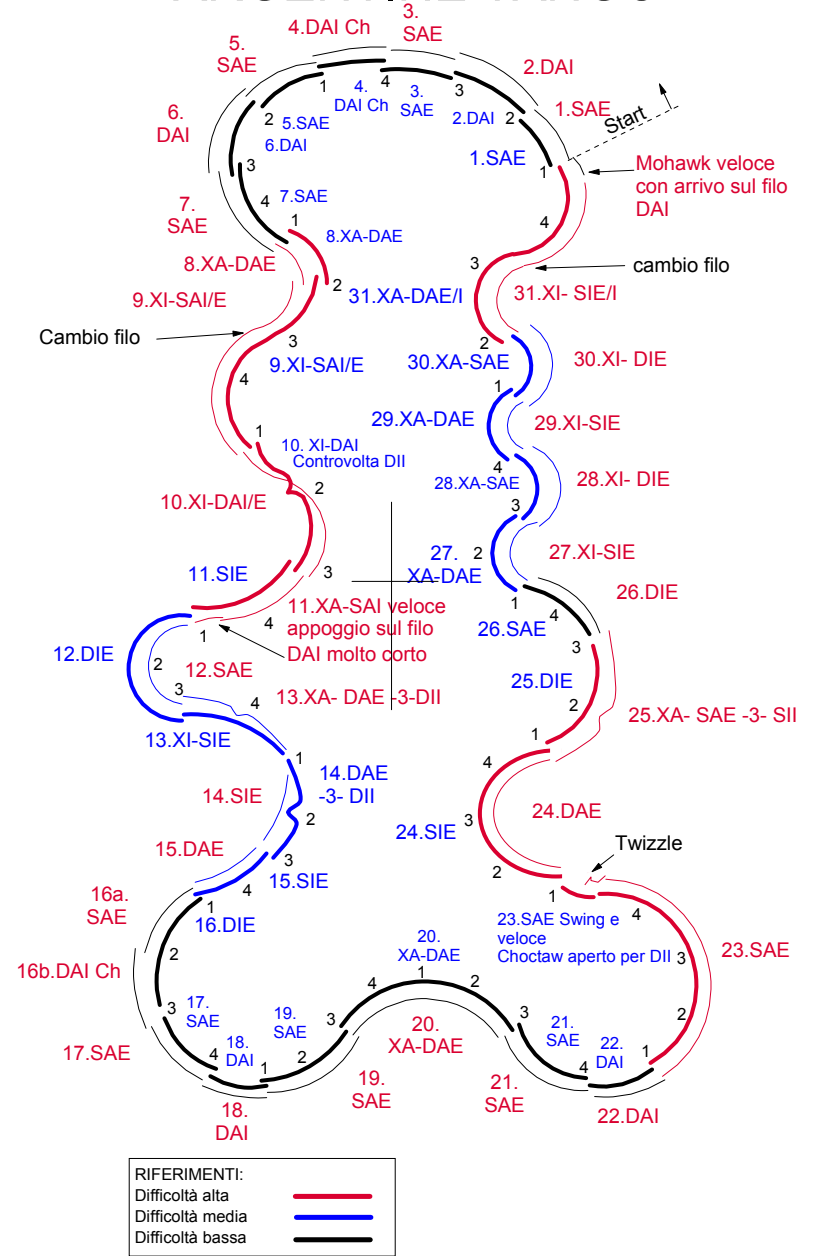 3.
SAE
4.DAI Ch
5.
SAE
2.DAI
6.
DAI
1.SAE
Start
4
1
4.
DAI Ch
3.
SAE
3
2
5.SAE
2.DAI
2
6.DAI
1.SAE
1
Mohawk veloce
con arrivo sul filo
DAI
3
7.
SAE
7.SAE
4
1
4
8.XA-DAE
8.XA-DAE
3
cambio filo
9.XI-SAI/E
2
31.XA-DAE/I
31.XI- SIE/I
Cambio filo
3
2
9.XI-SAI/E
30.XA-SAE
30.XI- DIE
4
1
29.XA-DAE
29.XI-SIE
1
10. XI-DAI
Controvolta DII
4
28.XA-SAE
28.XI- DIE
10.XI-DAI/E
2
3
27.
XA-DAE
2
27.XI-SIE
11.SIE
3
1
26.DIE
11.XA-SAI veloce
appoggio sul filo
DAI molto corto
4
1
26.SAE
4
3
12.DIE
2
12.SAE
25.DIE
3
4
13.XA- DAE -3-DII
2
25.XA- SAE -3- SII
13.XI-SIE
1
1
4
14.DAE
-3- DII
14.SIE
2
24.DAE
3
24.SIE
15.DAE
3
Twizzle
2
15.SIE
4
16a.
SAE
1
16.DIE
1
4
23.SAE Swing e
veloce
Choctaw aperto per DII
23.SAE
3
20.
XA-DAE
2
16b.DAI Ch
4
1
2
3
17.
SAE
19.
SAE
3
3
21.
SAE
2
17.SAE
4
18.
DAI
1
2
20.
XA-DAE
4
22.
DAI
1
19.
SAE
21.
SAE
18.
DAI
22.DAI
RIFERIMENTI:
Difficoltà alta
Difficoltà media
Difficoltà bassa